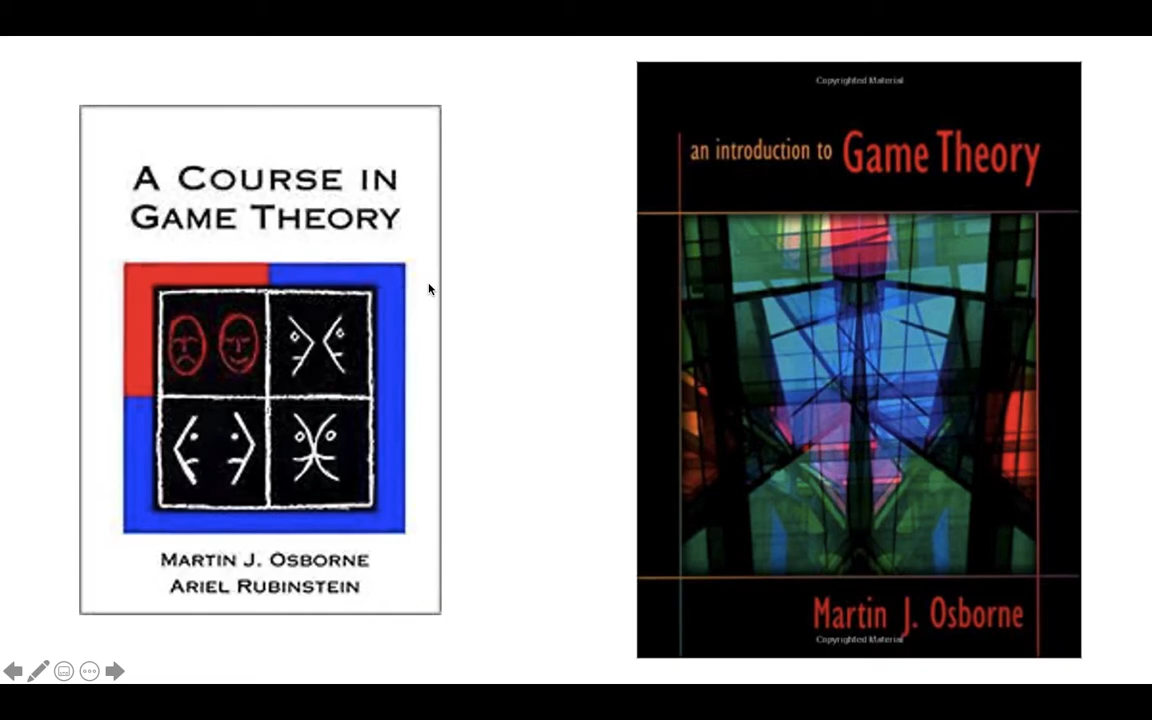 A COURSE IN
GAME THEORY
MARTIN J. OSBORNE
ARIEL RUBINSTEIN
Copyrighted Material
an introduction to Game Theory
Martin J. Osborne
Copyrighted Material